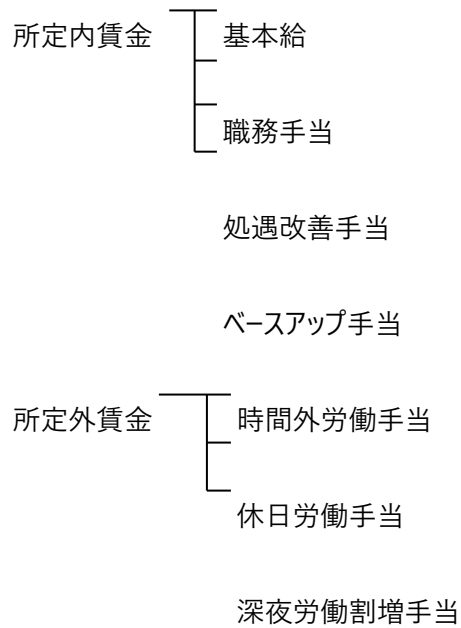 所定内賃金 基本給
職務手当
処遇改善手当
ベースアップ手当
所定外賃金 時間外労働手当
休日労働手当
深夜労働割増手当